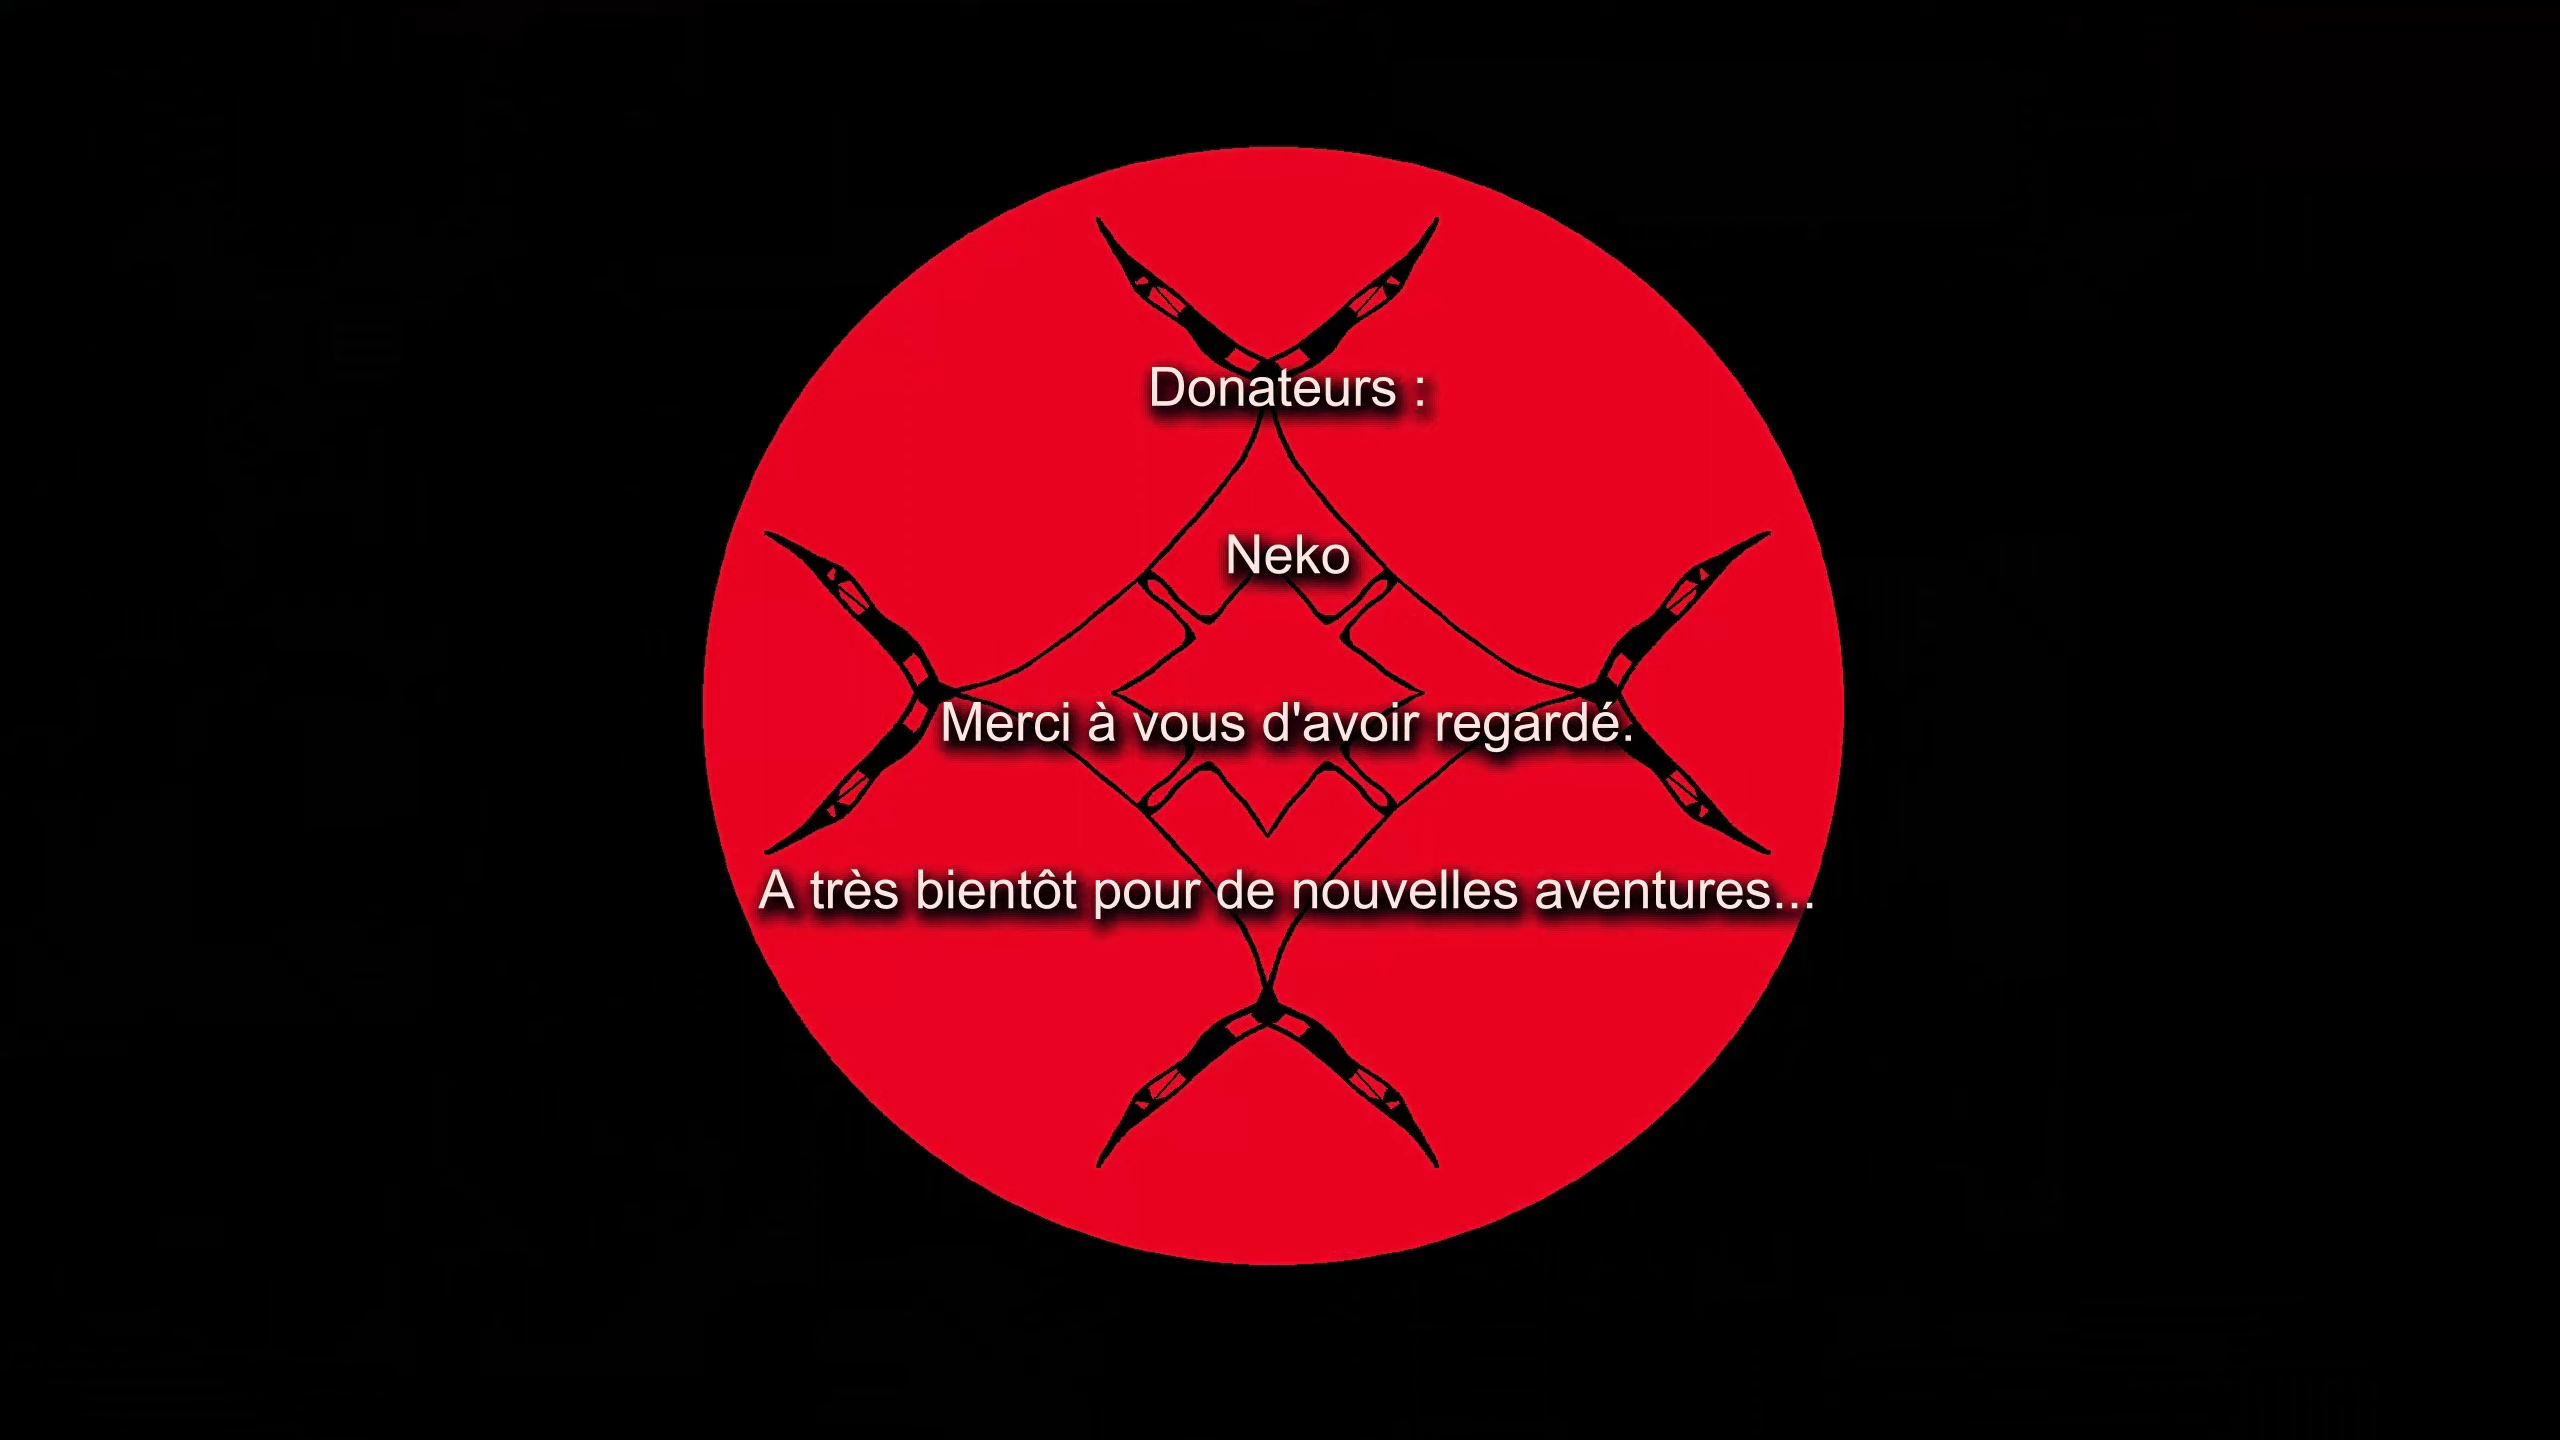 Donateurs :
Neko
Merci à vous d'avoir regardé.
A très bientôt pour de nouvelles aventures...